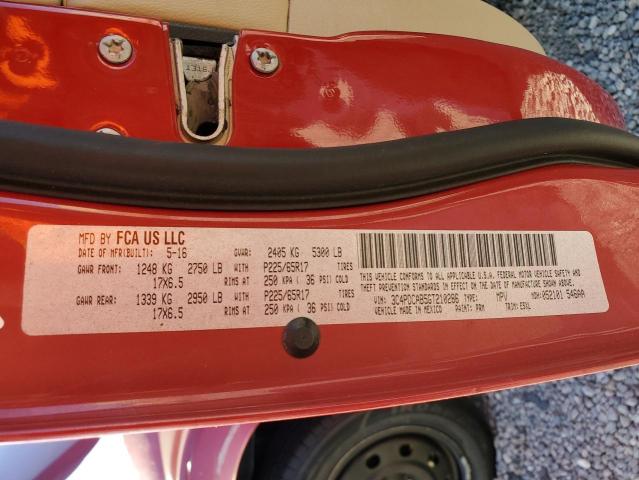 MFD BY FCA US LLC
DATE OF MFR(BUILT): 5-16 GVWR: 2405 KG 5300 LB
GAWR FRONT: 1248 KG 2750 LB WITH P225/65R17 TIRES
17X6.5 RIMS AT 250 KPA ( 36 PSI) COLD
GAWR REAR: 1339 KG 2950 LB WITH P225/65R17 TIRES
17X6.5 RIMS AT 250 KPA ( 36 PSI) COLD
THIS VEHICLE CONFORMS TO ALL APPLICABLE U.S.A. FEDERAL MOTOR VEHICLE SAFETY AND
THEFT PREVENTION STANDARDS IN EFFECT ON THE DATE OF MANUFACTURE SHOWN ABOVE
VIN: 3C4PDCAB5GT210286 TYPE: MPV MDH: 052101 546AA
VEHICLE MADE IN MEXICO PAINT: PRM TRIM: E5XL